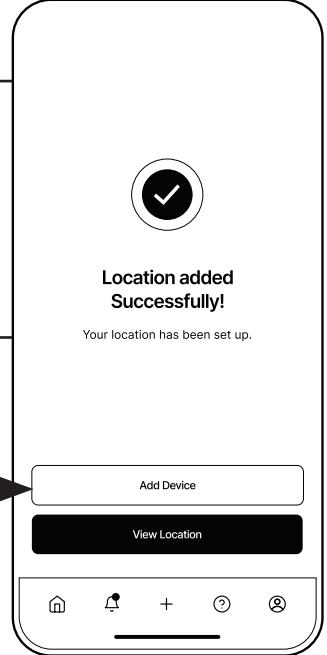 Location added
Successfully!
Your location has been set up.
Add Device
View Location